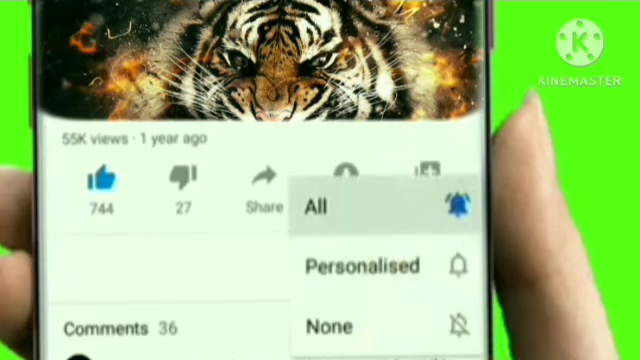 K
KINEMASTER
55K views · 1 year ago
744
27
Share
All
Personalised
None
Comments 36